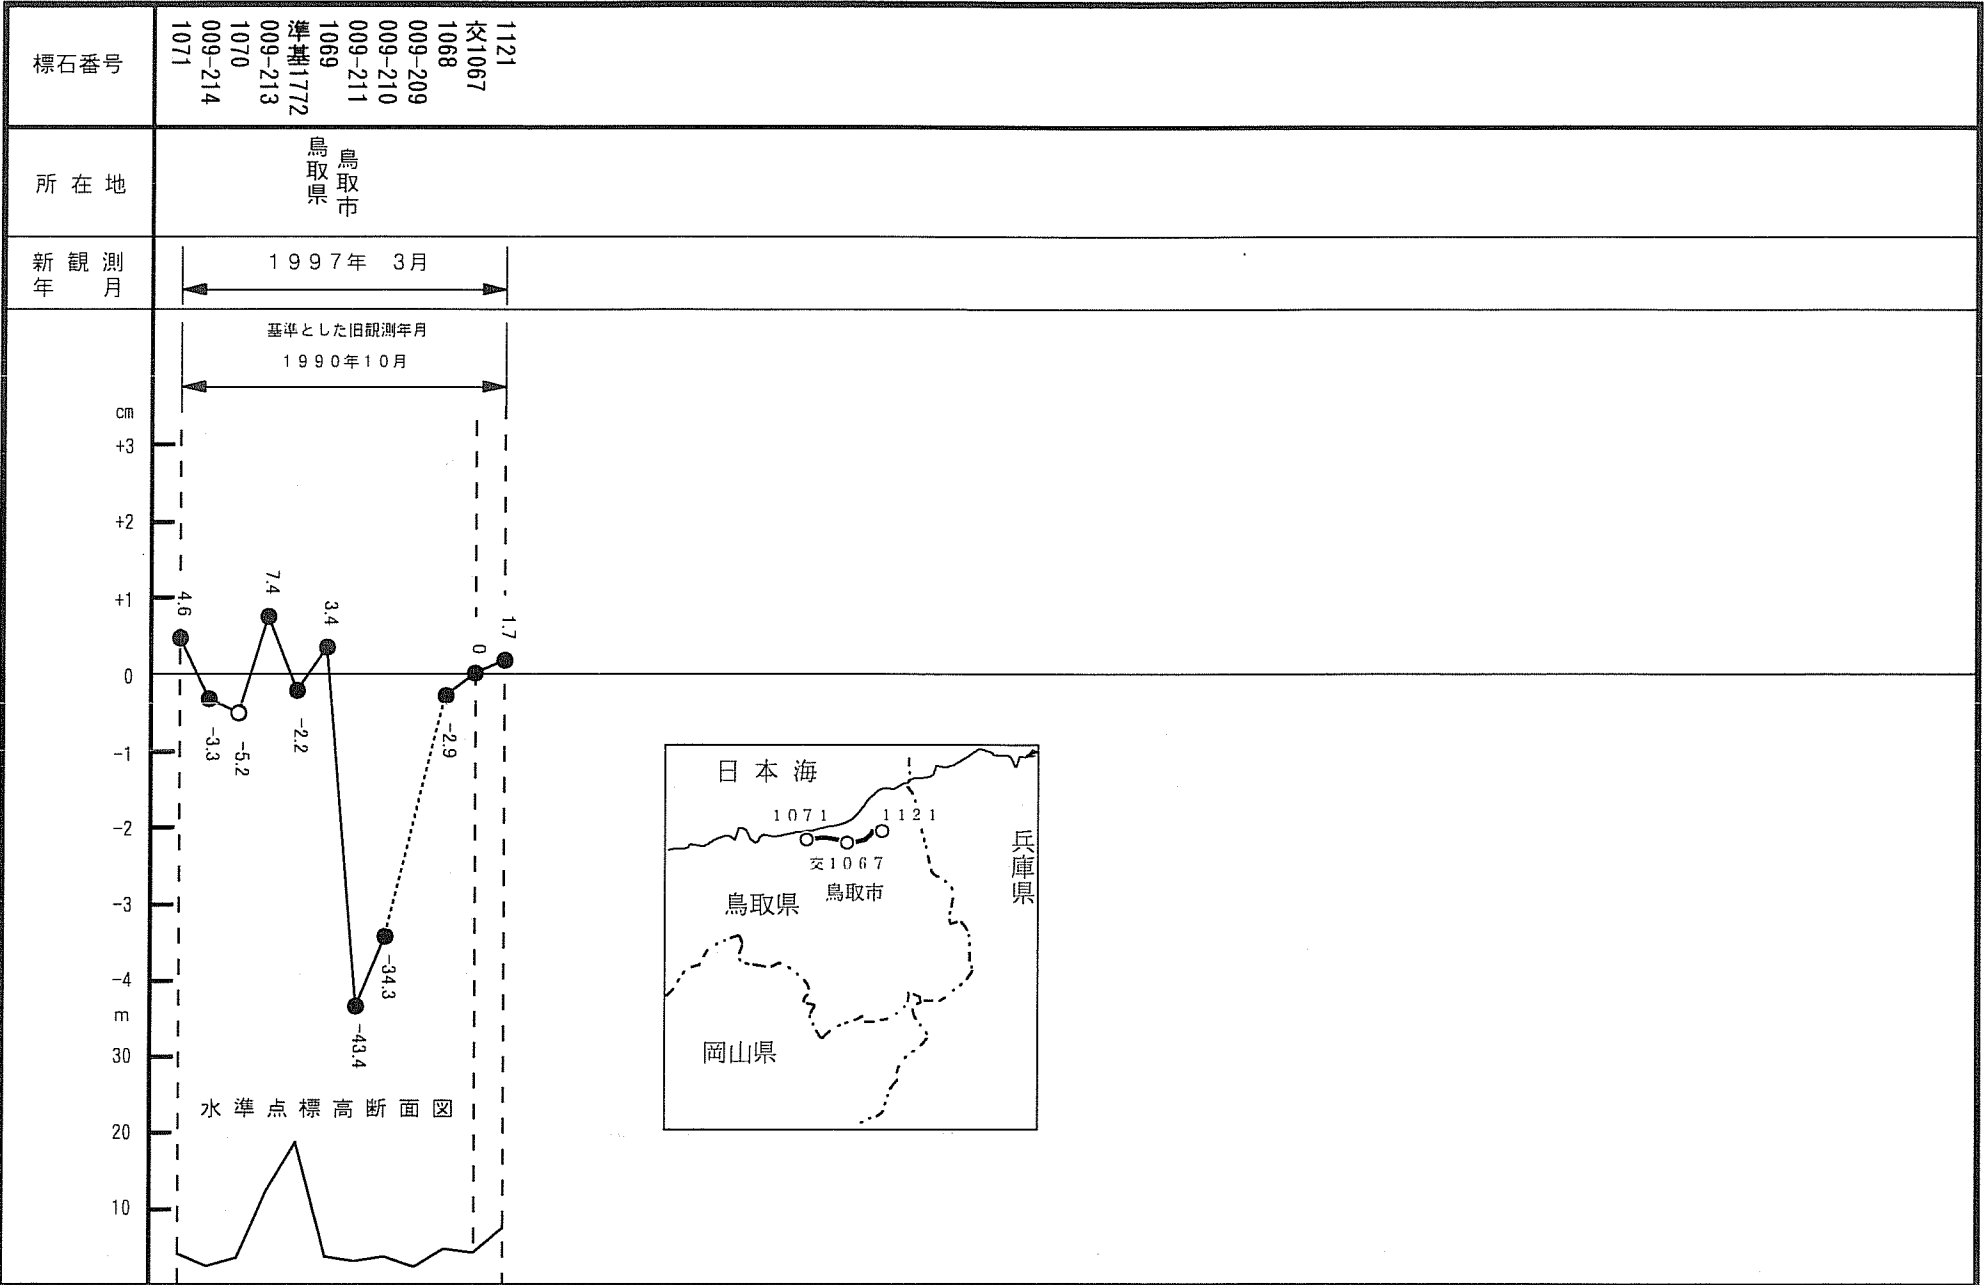 標石番号
1071
009-214
1070
009-213
準基1772
1069
009-211
009-210
009-209
1068
交1067
1121
所在地
鳥取県
鳥取市
新観測
年 月
1997年 3月
基準とした旧観測年月
1990年10月
cm
+3
+2
+1
0
-1
-2
-3
-4
m
30
20
10
4.6
-3.3
-5.2
7.4
-2.2
3.4
-43.4
-34.3
-2.9
0
1.7
水準点標高断面図
日本海
1071
1121
交1067
鳥取市
鳥取県
兵庫県
岡山県